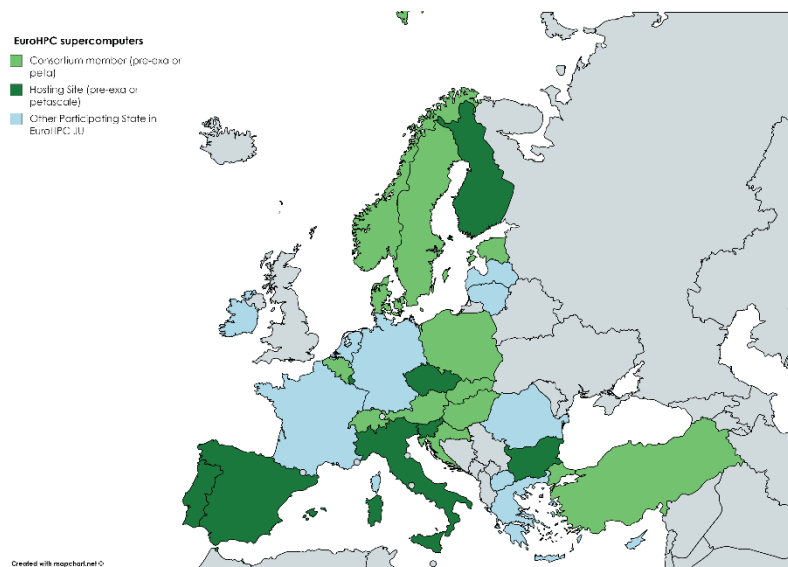 EuroHPC supercomputers
Consortium member (pre-exa or
peta)
Hosting Site (pre-exa or
petascale)
Other Participating State in
EuroHPC JU
Created with mapchart.net ©